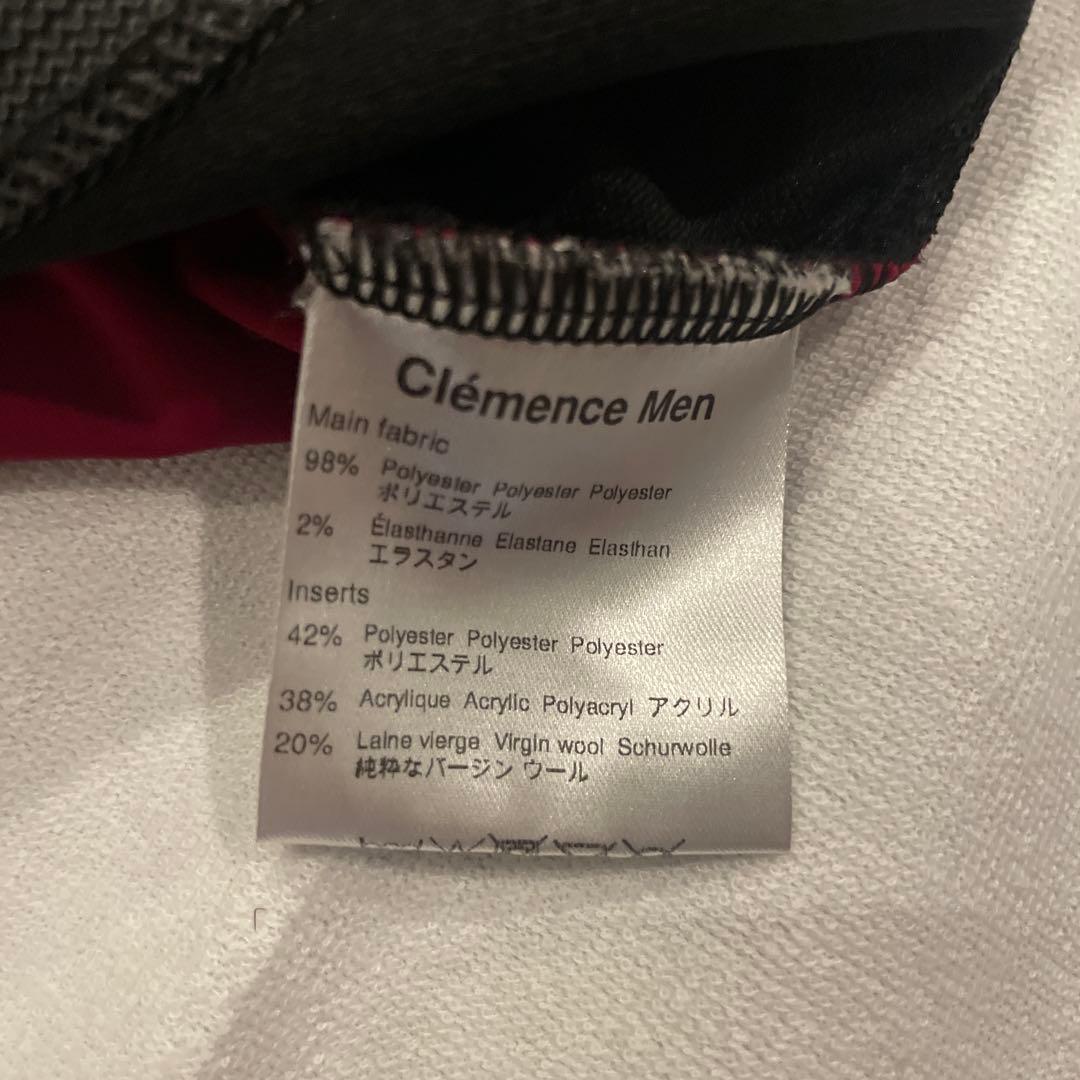 Clémence Men
Main fabric
98% Polyester Polyester Polyester
ポリエステル
2% Élasthanne Elastane Elasthan
エラスタン
Inserts
42% Polyester Polyester Polyester
ポリエステル
38% Acrylique Acrylic Polyacryl アクリル
20% Laine vierge Virgin wool Schurwolle
純粋なバージン ウール